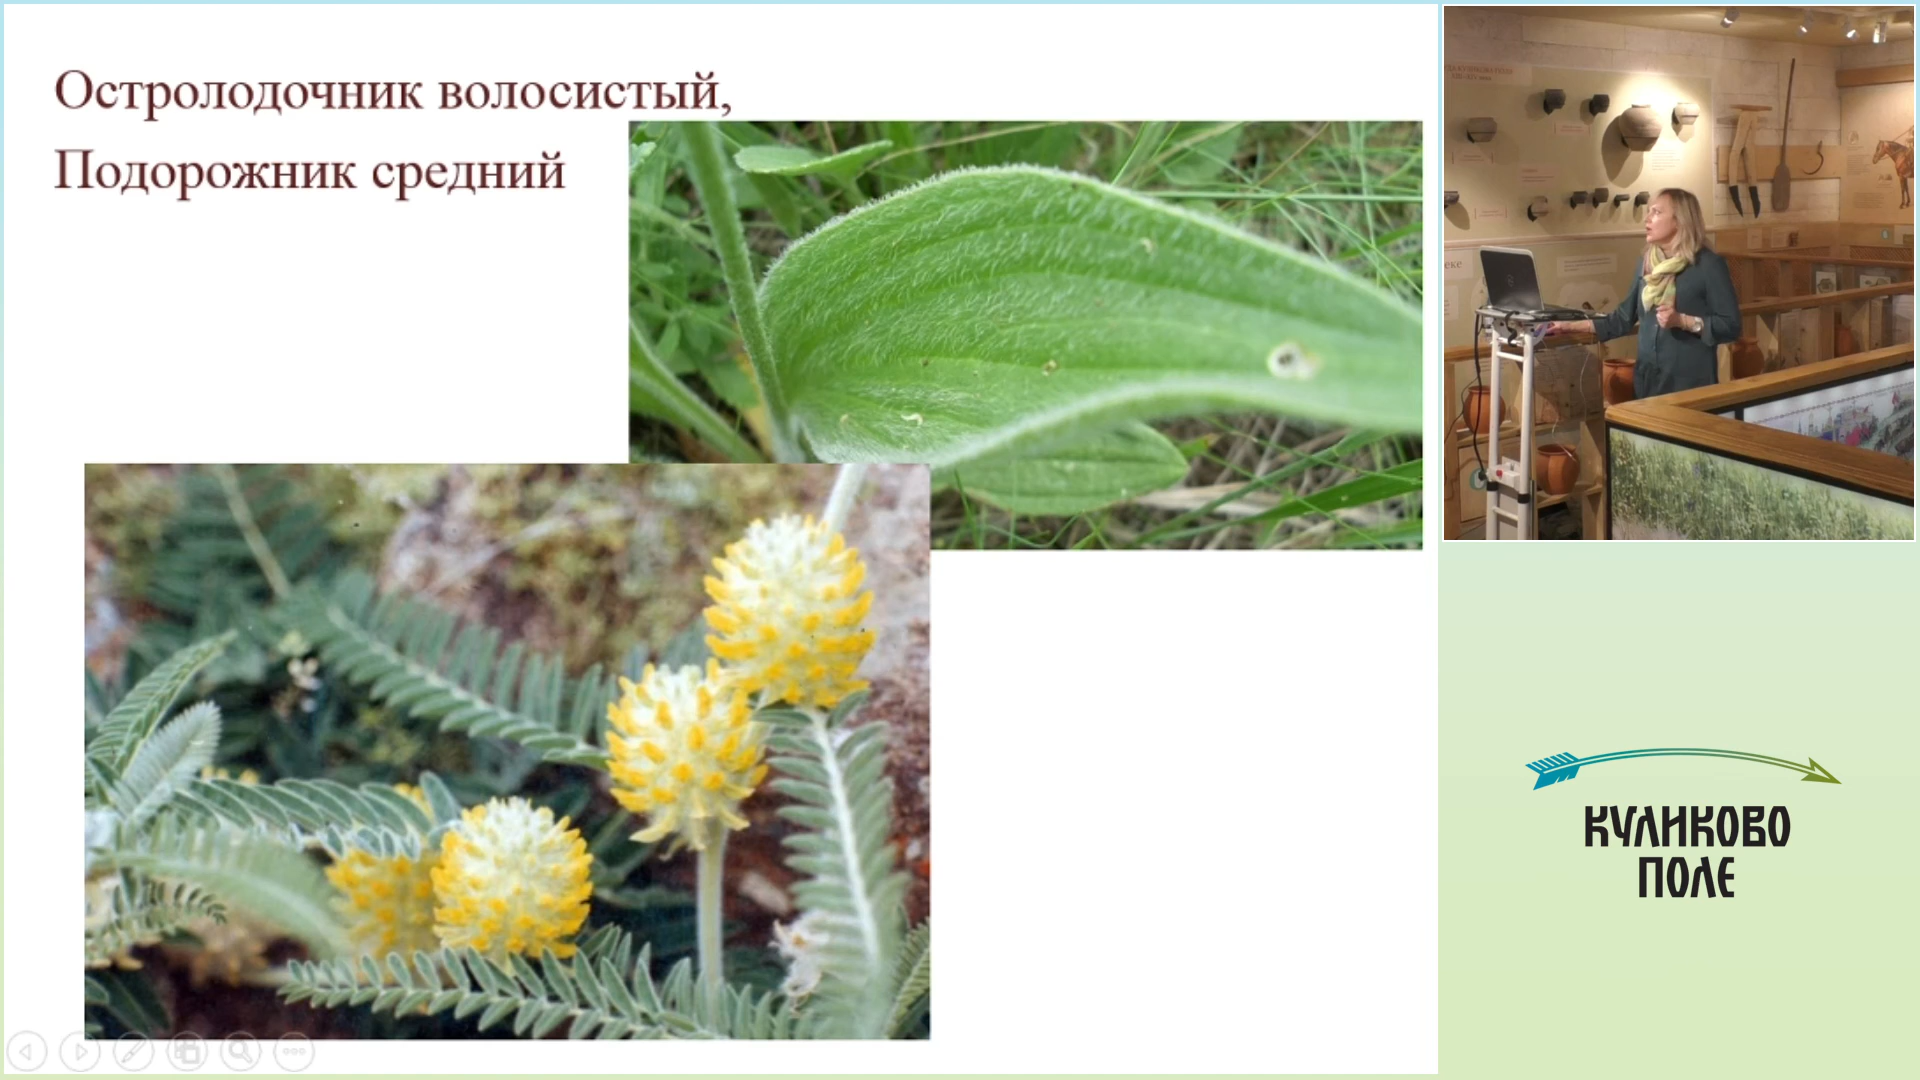 Остролодочник волосистый,
Подорожник средний
КУЛИКОВО
ПОЛЕ